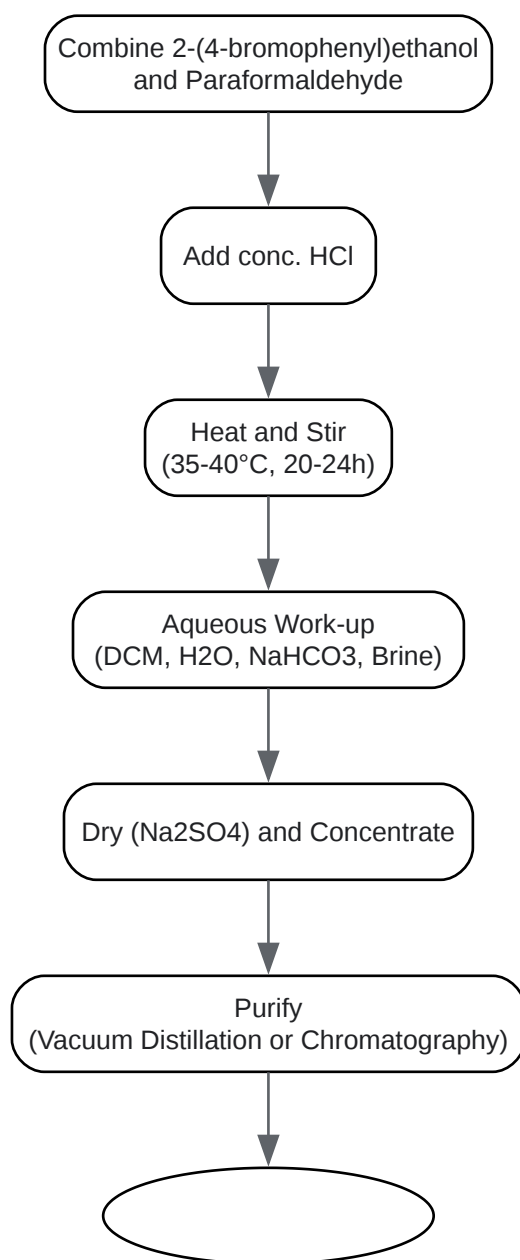 Combine 2-(4-bromophenyl)ethanol
and Paraformaldehyde
Add conc. HCl
Heat and Stir
(35-40°C, 20-24h)
Aqueous Work-up
(DCM, H2O, NaHCO3, Brine)
Dry (Na2SO4) and Concentrate
Purify
(Vacuum Distillation or Chromatography)